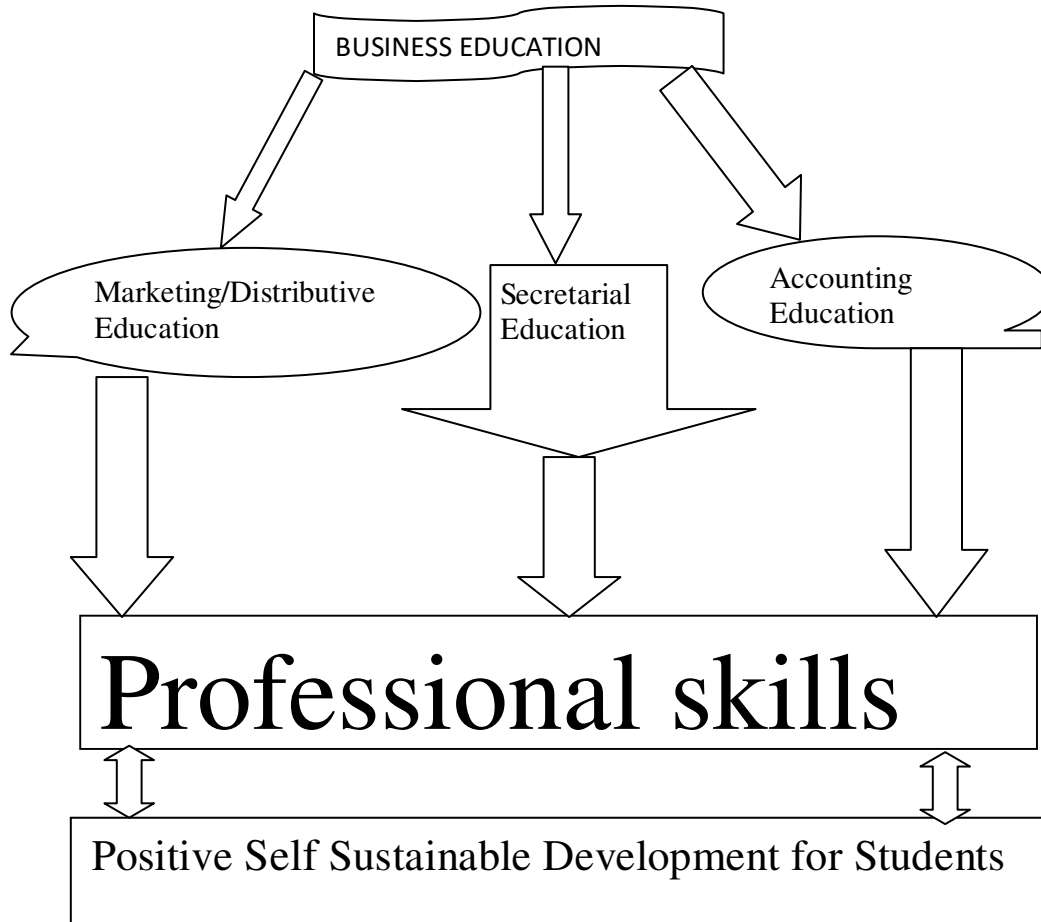 BUSINESS EDUCATION
Marketing/Distributive
Education
Secretarial
Education
Accounting
Education
Professional skills
Positive Self Sustainable Development for Students